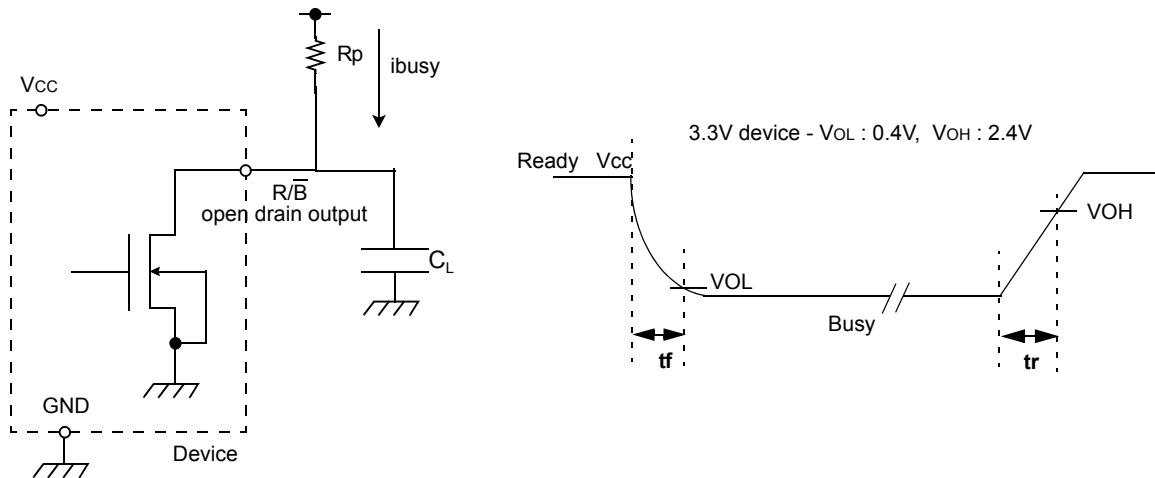 Rp
ibusy
VCC
R/B̅
open drain output
CL
GND
Device
3.3V device - VOL : 0.4V, VOH : 2.4V
Ready Vcc
VOH
VOL
Busy
tf
tr